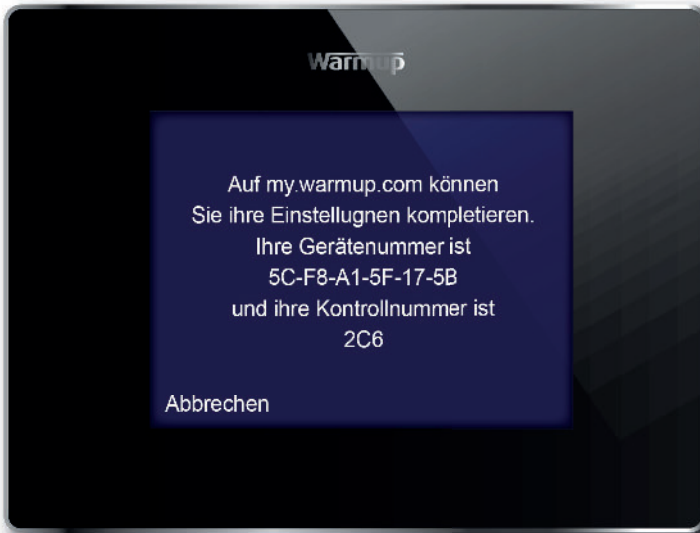 Warmup
Auf my.warmup.com können
Sie ihre Einstellugnen kompletieren.
Ihre Gerätenummer ist
5C-F8-A1-5F-17-5B
und ihre Kontrollnummer ist
2C6
Abbrechen